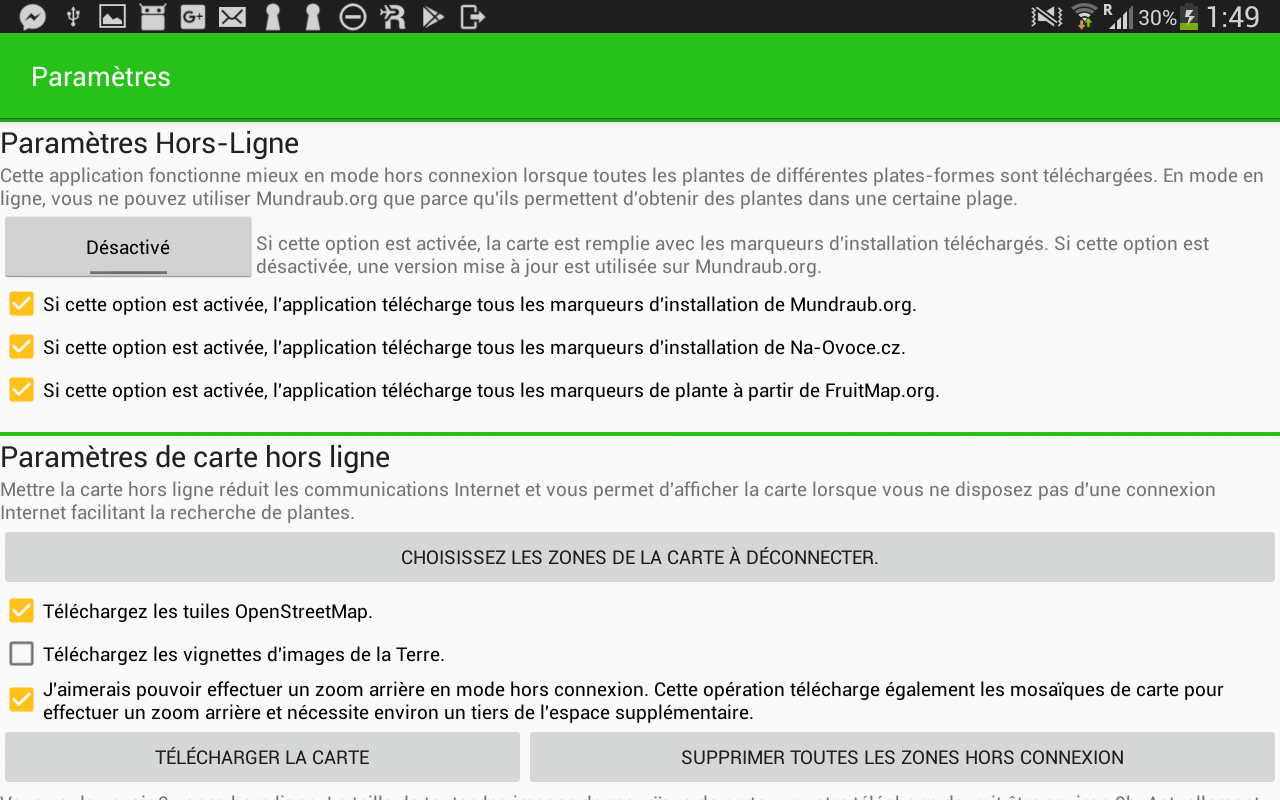 G+
R
30%
1:49
Paramètres
Paramètres Hors-Ligne
Cette application fonctionne mieux en mode hors connexion lorsque toutes les plantes de différentes plates-formes sont téléchargées. En mode en
ligne, vous ne pouvez utiliser Mundraub.org que parce qu'ils permettent d'obtenir des plantes dans une certaine plage.
Désactivé
Si cette option est activée, la carte est remplie avec les marqueurs d'installation téléchargés. Si cette option est
désactivée, une version mise à jour est utilisée sur Mundraub.org.
Si cette option est activée, l'application télécharge tous les marqueurs d'installation de Mundraub.org.
Si cette option est activée, l'application télécharge tous les marqueurs d'installation de Na-Ovoce.cz.
Si cette option est activée, l'application télécharge tous les marqueurs de plante à partir de FruitMap.org.
Paramètres de carte hors ligne
Mettre la carte hors ligne réduit les communications Internet et vous permet d'afficher la carte lorsque vous ne disposez pas d'une connexion
Internet facilitant la recherche de plantes.
CHOISISSEZ LES ZONES DE LA CARTE À DÉCONNECTER.
Téléchargez les tuiles OpenStreetMap.
Téléchargez les vignettes d'images de la Terre.
J'aimerais pouvoir effectuer un zoom arrière en mode hors connexion. Cette opération télécharge également les mosaïques de carte pour
effectuer un zoom arrière et nécessite environ un tiers de l'espace supplémentaire.
TÉLÉCHARGER LA CARTE
SUPPRIMER TOUTES LES ZONES HORS CONNEXION